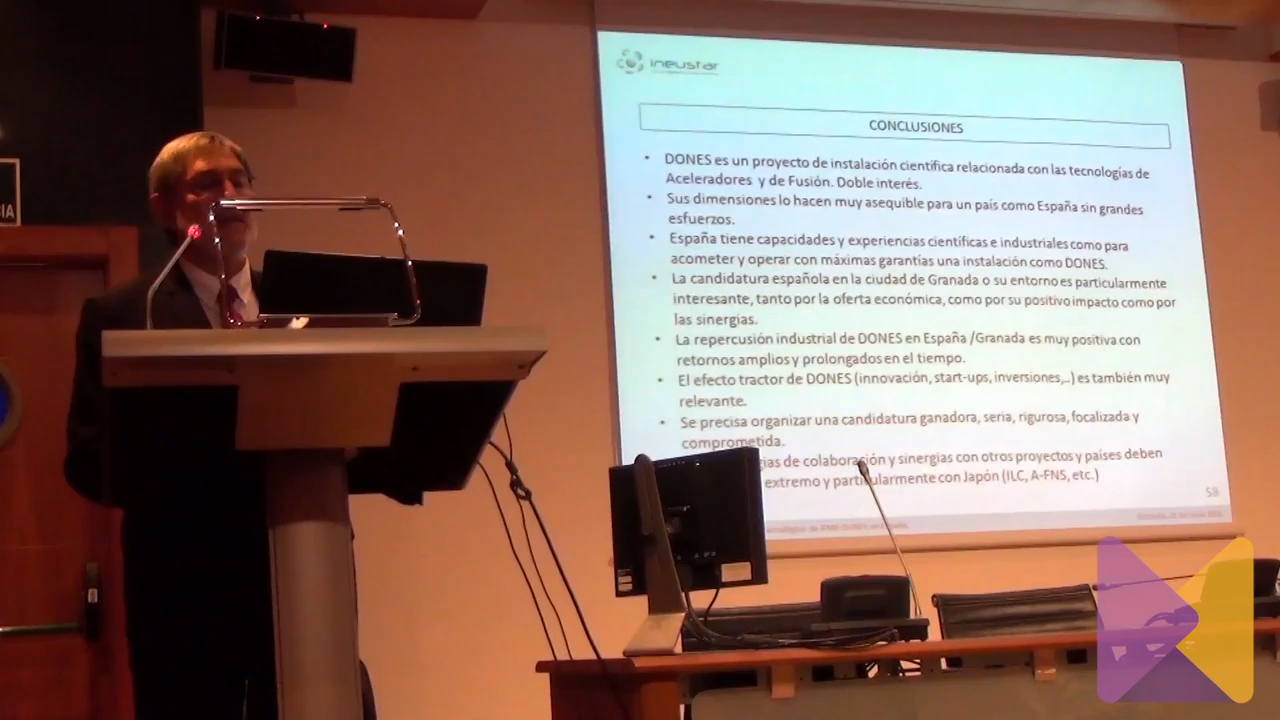 ineustar
CONCLUSIONES
• DONES es un proyecto de instalación científica relacionada con las tecnologías de
Aceleradores y de Fusión. Doble interés.
• Sus dimensiones lo hacen muy asequible para un país como España sin grandes
esfuerzos.
• España tiene capacidades y experiencias científicas e industriales como para
acometer y operar con máximas garantías una instalación como DONES.
• La candidatura española en la ciudad de Granada o su entorno es particularmente
interesante, tanto por la oferta económica, como por su positivo impacto como por
las sinergias.
• La repercusión industrial de DONES en España /Granada es muy positiva con
retornos amplios y prolongados en el tiempo.
• El efecto tractor de DONES (innovación, start-ups, inversiones,..) es también muy
relevante.
• Se precisa organizar una candidatura ganadora, seria, rigurosa, focalizada y
comprometida.
gias de colaboración y sinergias con otros proyectos y países deben
extremo y particularmente con Japón (ILC, A-FNS, etc.)
58
IA